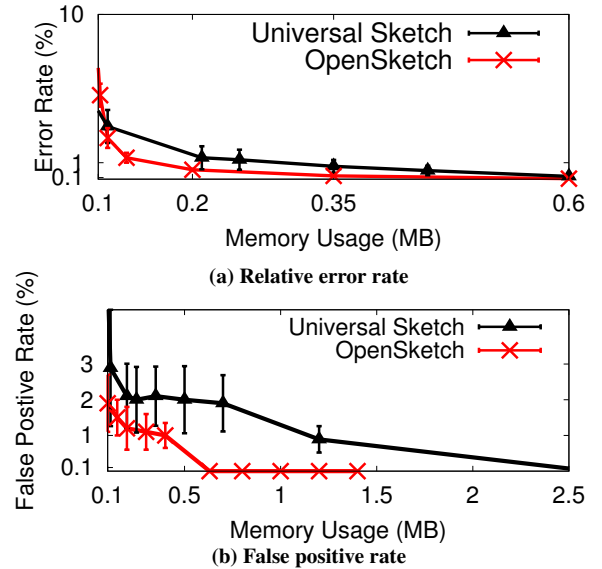 10
Universal Sketch
OpenSketch
Error Rate (%)
0.1
0.1 0.2 0.35 0.6
Memory Usage (MB)
(a) Relative error rate
Universal Sketch
OpenSketch
False Postive Rate (%)
3
2
1
0.1
0.1 0.5 1 1.5 2 2.5
Memory Usage (MB)
(b) False positive rate